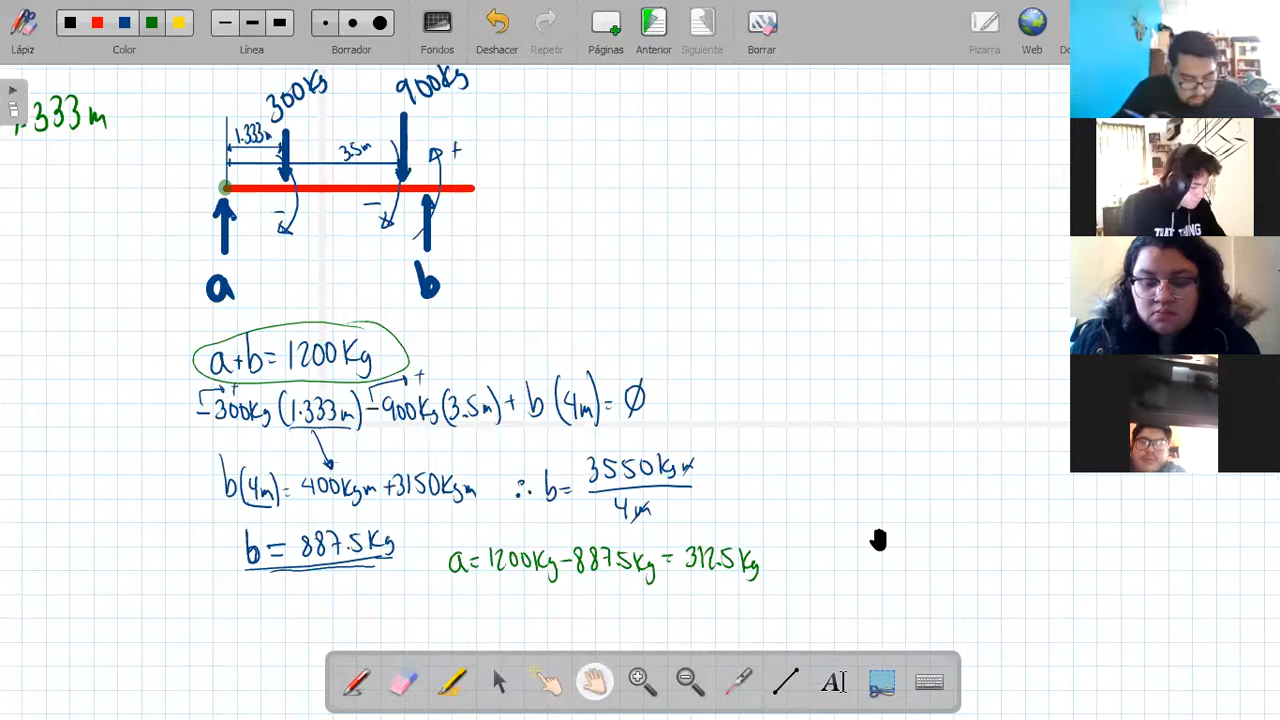 Lápiz
Color
Línea
Borrador
Fondos
Deshacer
Repetir
Páginas
Anterior
Siguiente
Borrar
Pizarra
Web
.333 m
300Kg
900Kg
1.333m
3.5m
+
-
-
a
b
a+b=1200Kg
+
+
-300Kg(1.333m)-900Kg(3.5m)+b(4m)=Ø
b(4m)=400Kgm+3150Kgm ∴ b= 3550Kgm
4m
b= 887.5Kg
a=1200Kg-887.5Kg=312.5Kg
THING
A